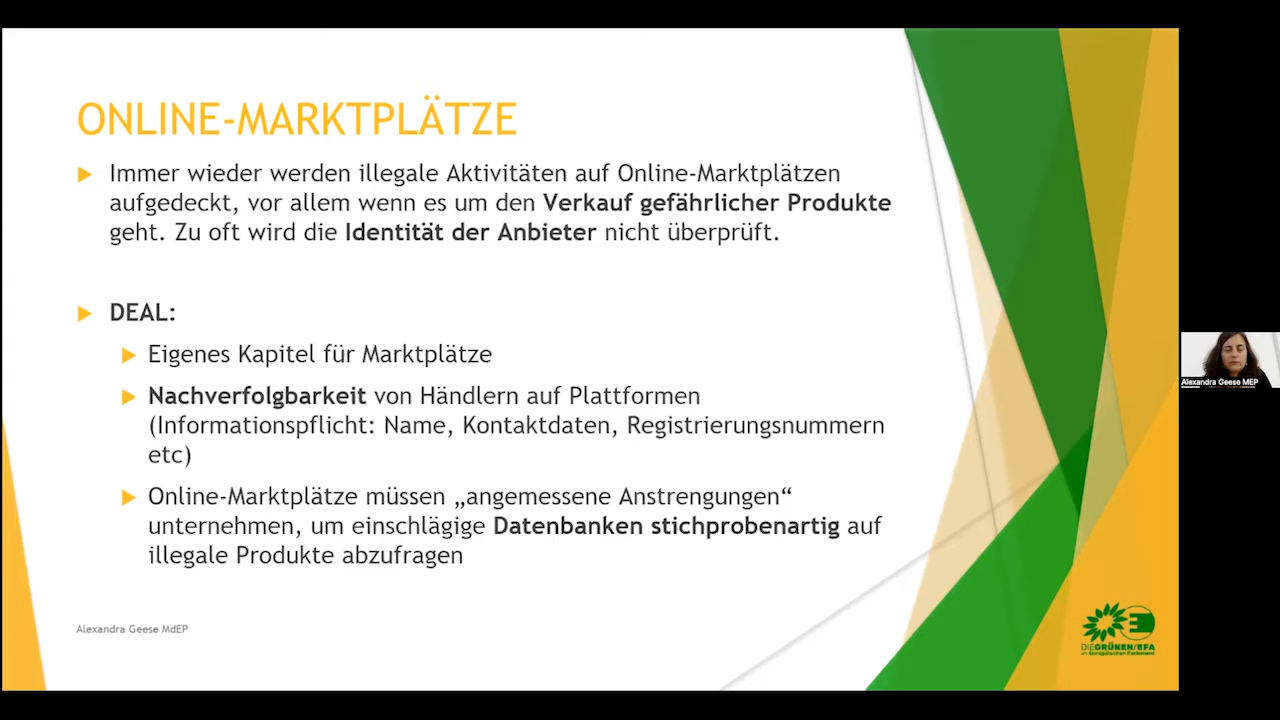 ONLINE-MARKTPLÄTZE
Immer wieder werden illegale Aktivitäten auf Online-Marktplätzen
aufgedeckt, vor allem wenn es um den Verkauf gefährlicher Produkte
geht. Zu oft wird die Identität der Anbieter nicht überprüft.
DEAL:
Eigenes Kapitel für Marktplätze
Nachverfolgbarkeit von Händlern auf Plattformen
(Informationspflicht: Name, Kontaktdaten, Registrierungsnummern
etc)
Online-Marktplätze müssen „angemessene Anstrengungen“
unternehmen, um einschlägige Datenbanken stichprobenartig auf
illegale Produkte abzufragen
Alexandra Geese MdEP
DIEGRÜNEN/EFA
im Europäischen Parlament
Alexandra Geese MEP